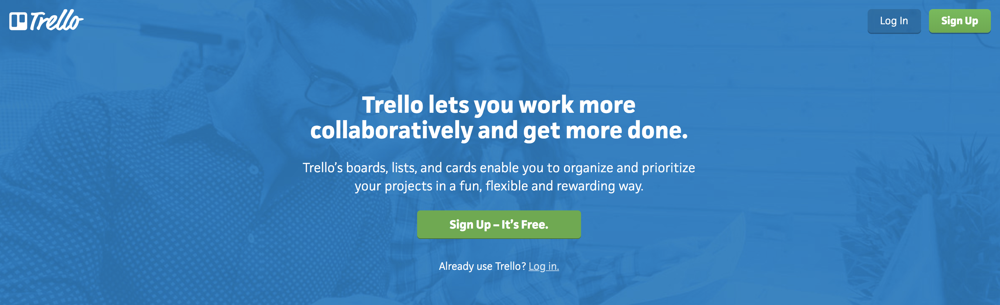 Trello
Log In
Sign Up
Trello lets you work more
collaboratively and get more done.
Trello’s boards, lists, and cards enable you to organize and prioritize
your projects in a fun, flexible and rewarding way.
Sign Up – It’s Free.
Already use Trello? Log in.